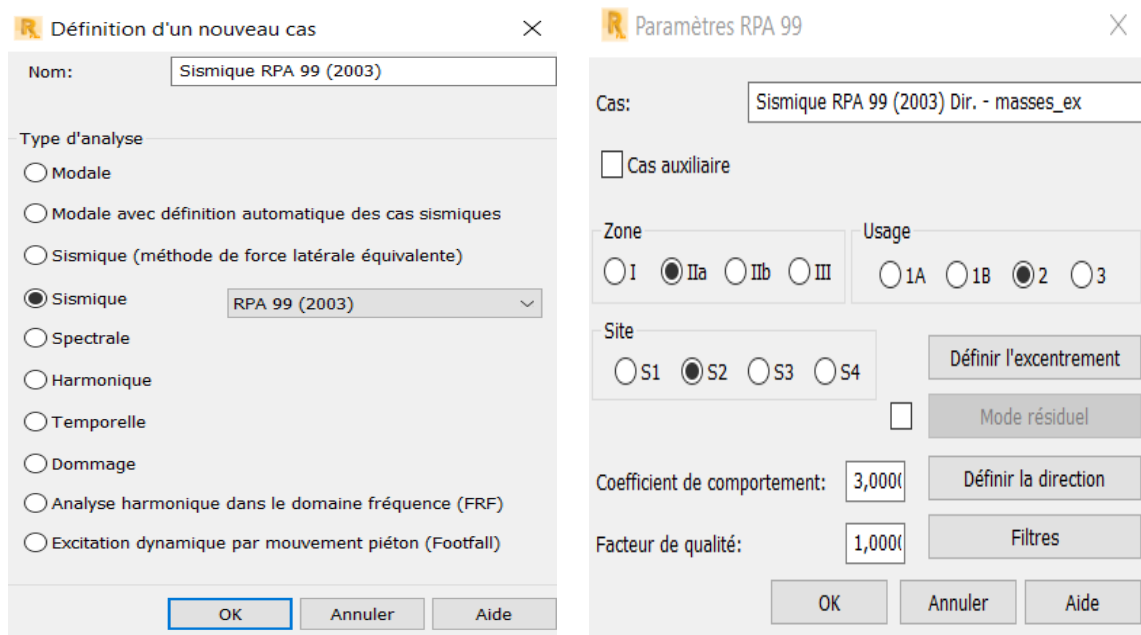 Définition d'un nouveau cas
Nom: Sismique RPA 99 (2003)
Type d'analyse
Modale
Modale avec définition automatique des cas sismiques
Sismique (méthode de force latérale équivalente)
Sismique RPA 99 (2003)
Spectrale
Harmonique
Temporelle
Dommage
Analyse harmonique dans le domaine fréquence (FRF)
Excitation dynamique par mouvement piéton (Footfall)
OK Annuler Aide
Paramètres RPA 99
Cas: Sismique RPA 99 (2003) Dir. - masses_ex
Cas auxiliaire
Zone Usage
I IIa IIb III 1A 1B 2 3
Site
S1 S2 S3 S4 Définir l'excentrement
Mode résiduel
Coefficient de comportement: 3,000( Définir la direction
Facteur de qualité: 1,000( Filtres
OK Annuler Aide